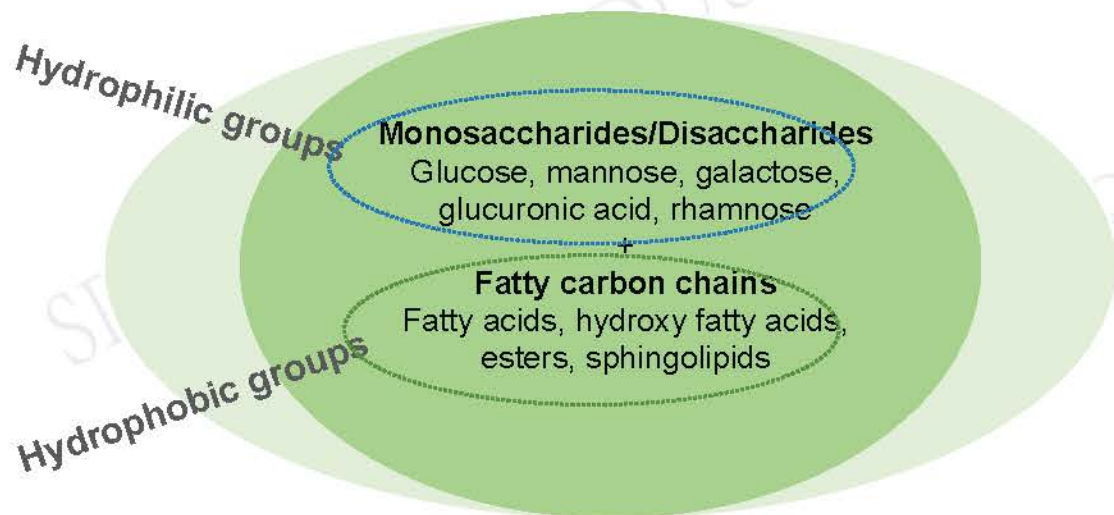 Hydrophilic groups
Monosaccharides/Disaccharides
Glucose, mannose, galactose,
glucuronic acid, rhamnose
+
Fatty carbon chains
Fatty acids, hydroxy fatty acids,
esters, sphingolipids
Hydrophobic groups